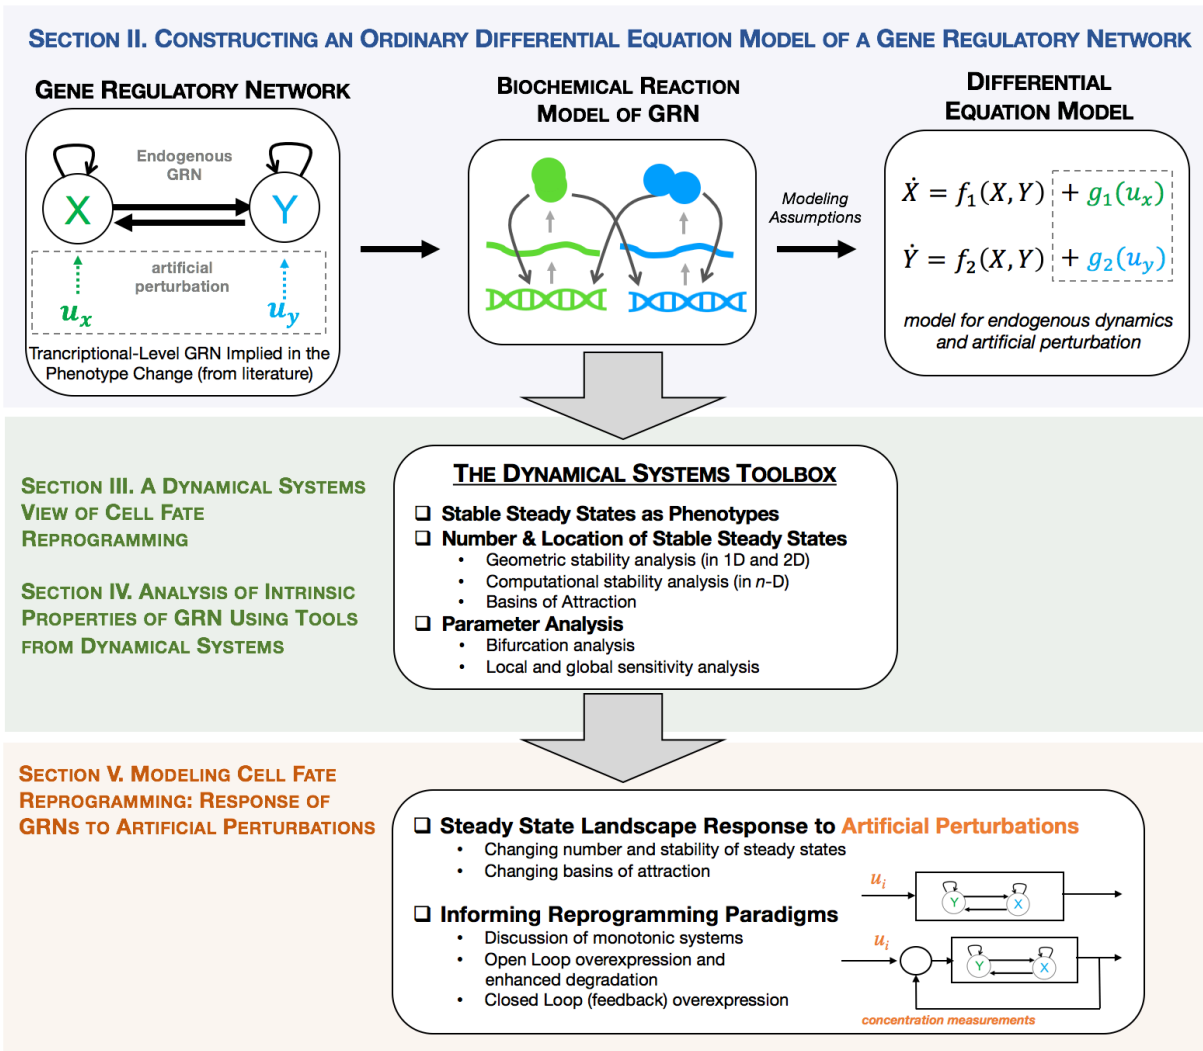 SECTION II. CONSTRUCTING AN ORDINARY DIFFERENTIAL EQUATION MODEL OF A GENE REGULATORY NETWORK
GENE REGULATORY NETWORK
Endogenous
GRN
X
Y
artificial
perturbation
u_x
u_y
Trancriptional-Level GRN Implied in the
Phenotype Change (from literature)
BIOCHEMICAL REACTION
MODEL OF GRN
Modeling
Assumptions
DIFFERENTIAL
EQUATION MODEL
Ẋ = f₁(X, Y) + g₁(u_x)
Ẏ = f₂(X, Y) + g₂(u_y)
model for endogenous dynamics
and artificial perturbation
SECTION III. A DYNAMICAL SYSTEMS
VIEW OF CELL FATE
REPROGRAMMING
SECTION IV. ANALYSIS OF INTRINSIC
PROPERTIES OF GRN USING TOOLS
FROM DYNAMICAL SYSTEMS
THE DYNAMICAL SYSTEMS TOOLBOX
❑ Stable Steady States as Phenotypes
❑ Number & Location of Stable Steady States
• Geometric stability analysis (in 1D and 2D)
• Computational stability analysis (in n-D)
• Basins of Attraction
❑ Parameter Analysis
• Bifurcation analysis
• Local and global sensitivity analysis
SECTION V. MODELING CELL FATE
REPROGRAMMING: RESPONSE OF
GRNS TO ARTIFICIAL PERTURBATIONS
❑ Steady State Landscape Response to Artificial Perturbations
• Changing number and stability of steady states
• Changing basins of attraction
❑ Informing Reprogramming Paradigms
• Discussion of monotonic systems
• Open Loop overexpression and
enhanced degradation
• Closed Loop (feedback) overexpression
u_i
Y
X
u_i
Y
X
concentration measurements